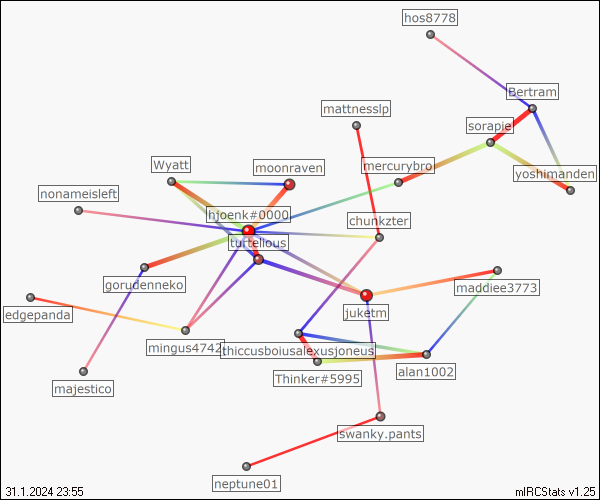 hos8778
Bertram
mattnesslp
sorapie
Wyatt
moonraven
mercurybro
yoshimanden
nonameisleft
hjoenk#0000
chunkzter
turtelious
gorudenneko
maddiee3773
edgepanda
juketm
mingus4742
thiccusboiusalexusjoneus
alan1002
Thinker#5995
majestico
swanky.pants
neptune01
31.1.2024 23:55
mIRCStats v1.25